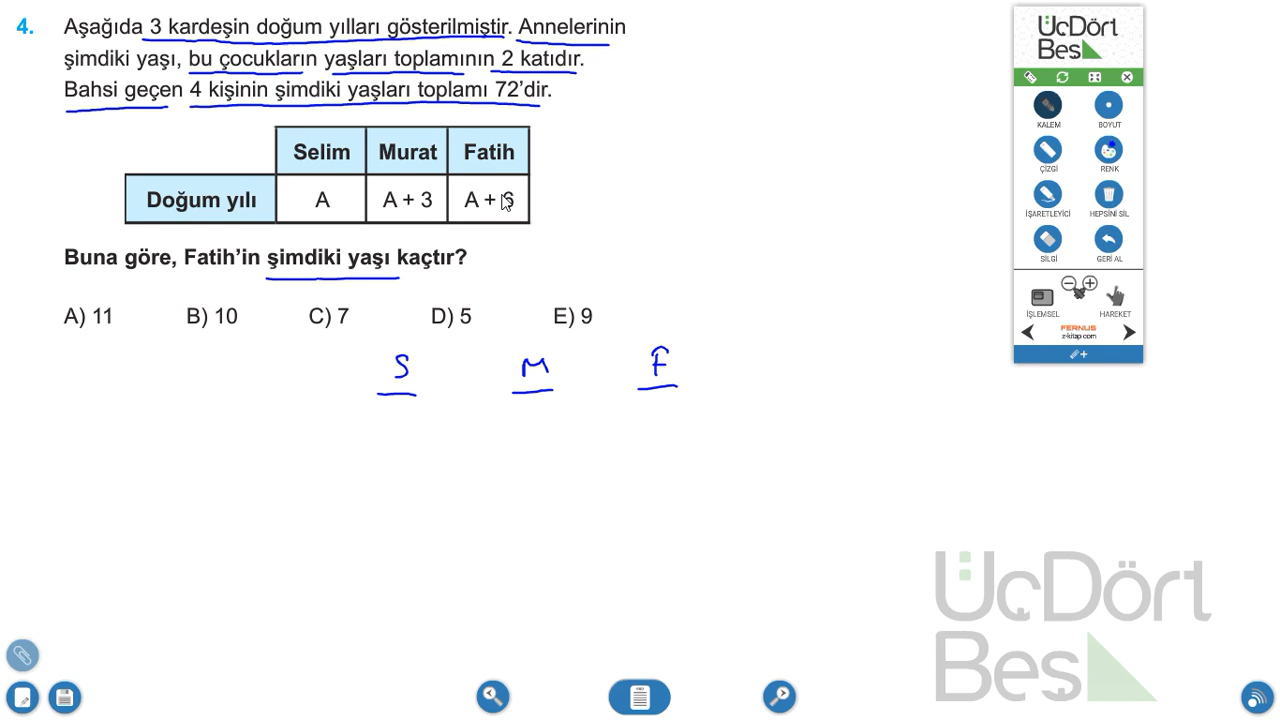 4. Aşağıda 3 kardeşin doğum yılları gösterilmiştir. Annelerinin
şimdiki yaşı, bu çocukların yaşları toplamının 2 katıdır.
Bahsi geçen 4 kişinin şimdiki yaşları toplamı 72'dir.
Selim Murat Fatih
Doğum yılı A A + 3 A +
Buna göre, Fatih'in şimdiki yaşı kaçtır?
A) 11 B) 10 C) 7 D) 5 E) 9
S M F
ÜçDört
Beş
KALEM BOYUT
ÇİZGİ RENK
İŞARETLEYİCİ HEPSİNİ SİL
SİLGİ GERİ AL
İŞLEMSEL HAREKET
FERNUS
z-kitap.com
ÜçDört
Beş